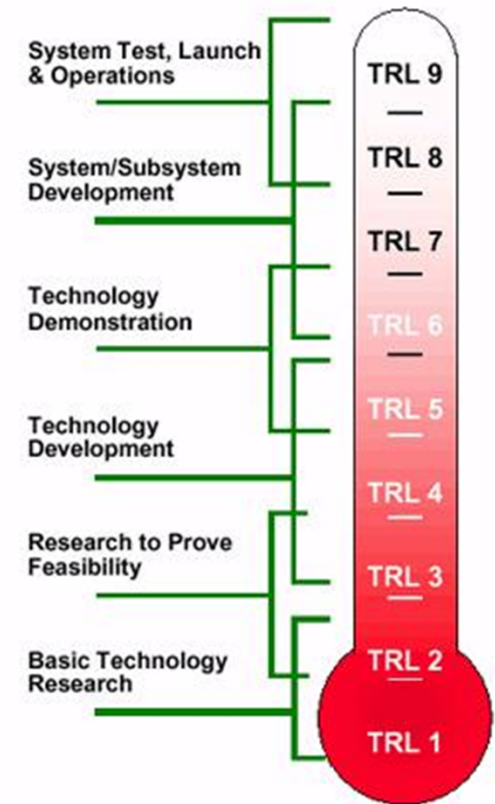 System Test, Launch
& Operations
System/Subsystem
Development
Technology
Demonstration
Technology
Development
Research to Prove
Feasibility
Basic Technology
Research
TRL 9
TRL 8
TRL 7
TRL 6
TRL 5
TRL 4
TRL 3
TRL 2
TRL 1